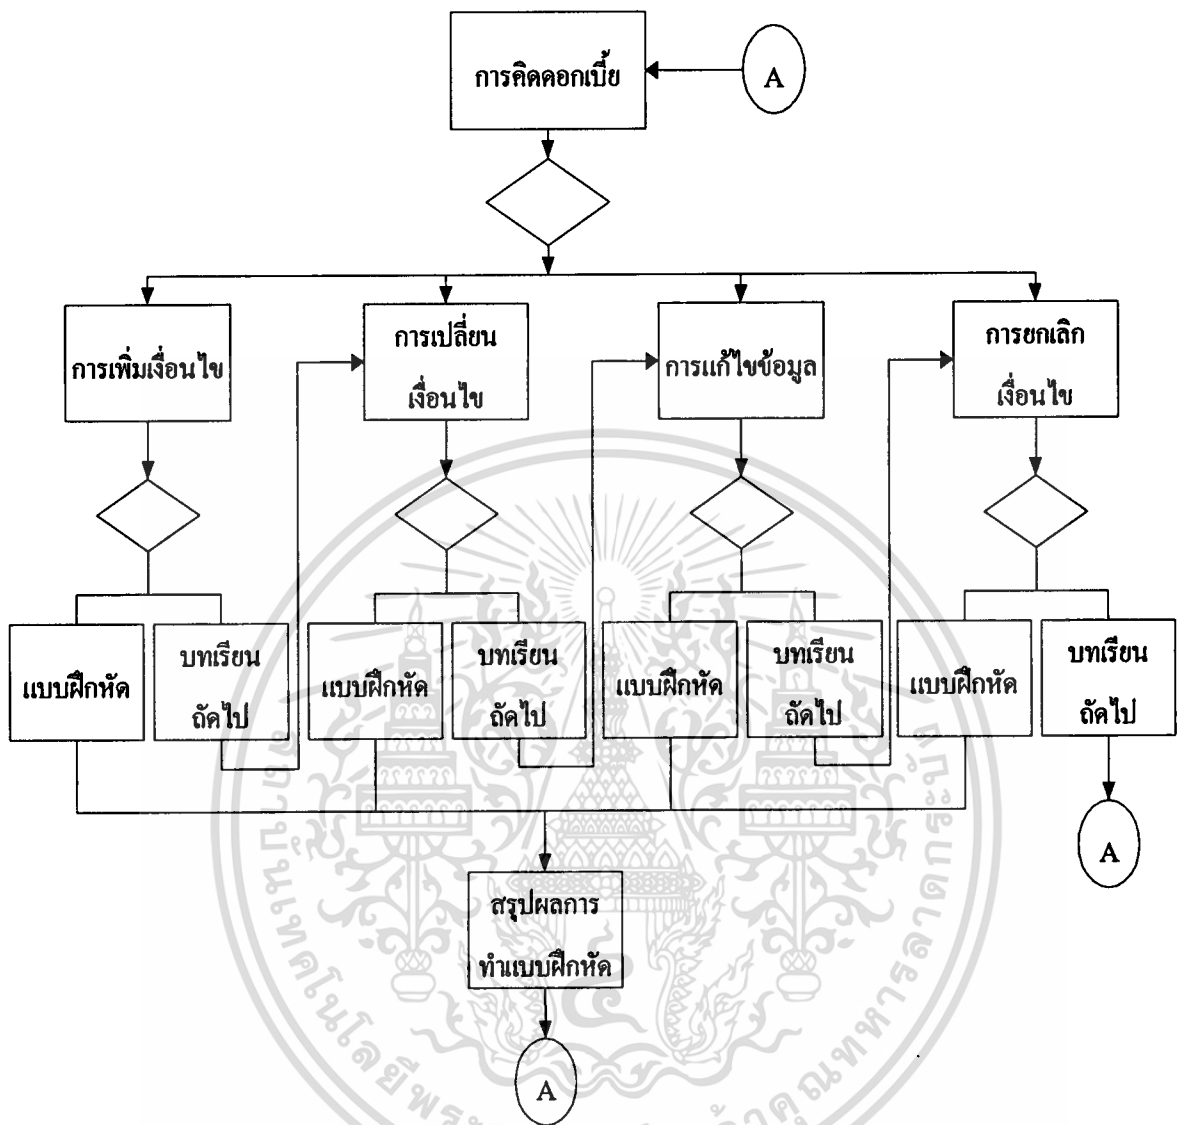 การคิดดอกเบี้ย
A
การเพิ่มเงื่อนไข
การเปลี่ยน
เงื่อนไข
การแก้ไขข้อมูล
การยกเลิก
เงื่อนไข
แบบฝึกหัด
บทเรียน
ถัดไป
แบบฝึกหัด
บทเรียน
ถัดไป
แบบฝึกหัด
บทเรียน
ถัดไป
แบบฝึกหัด
บทเรียน
ถัดไป
A
สรุปผลการ
ทำแบบฝึกหัด
A